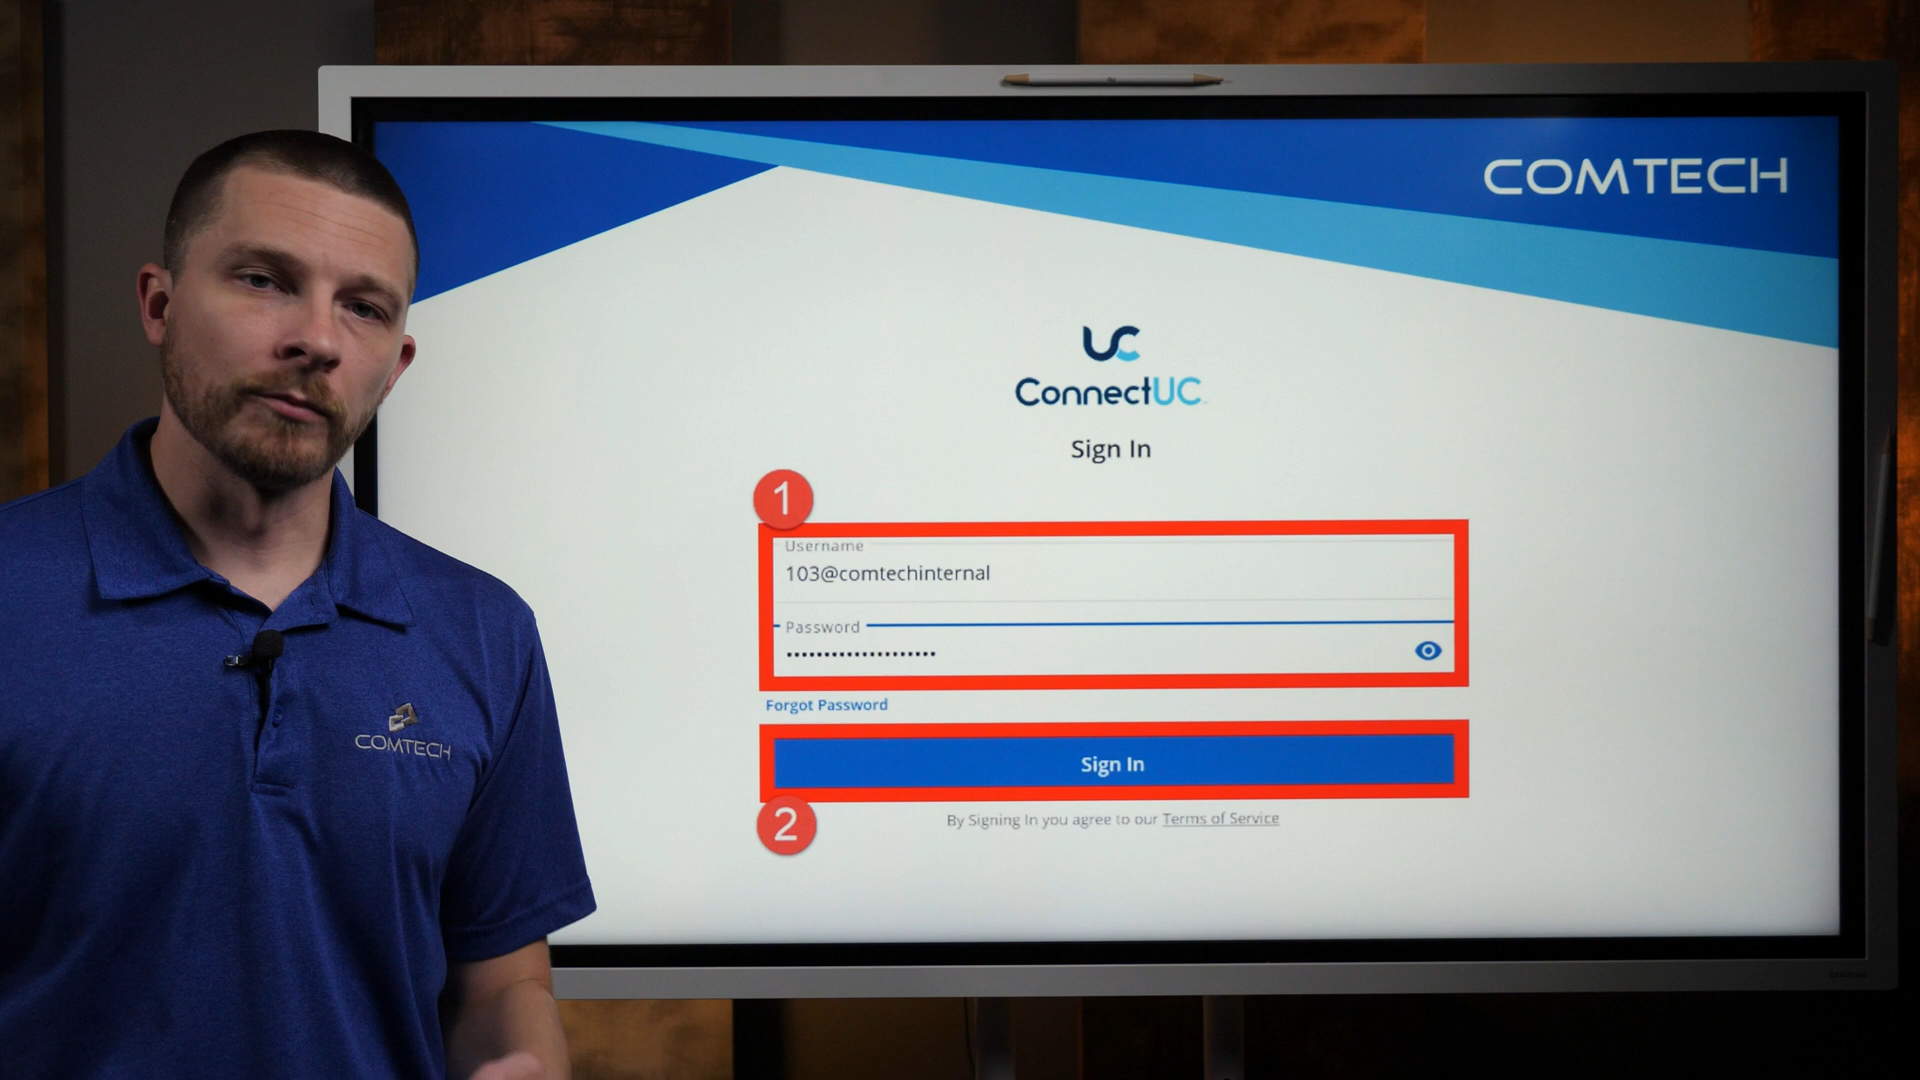 COMTECH
UC
ConnectUC
Sign In
1
Username
103@comtechinternal
Password
Forgot Password
Sign In
2
By Signing In you agree to our Terms of Service
COMTECH